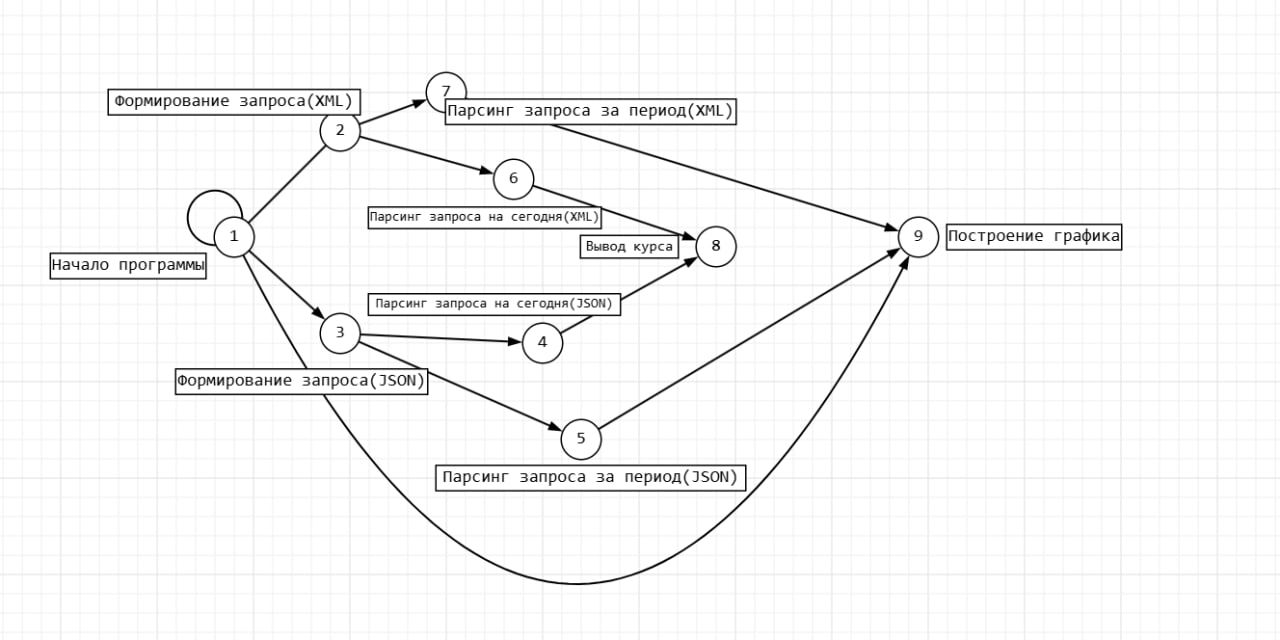 7
Формирование запроса(XML)
Парсинг запроса за период(XML)
2
6
Парсинг запроса на сегодня(XML)
1
9
Построение графика
Вывод курса
8
Начало программы
Парсинг запроса на сегодня(JSON)
3
4
Формирование запроса(JSON)
5
Парсинг запроса за период(JSON)